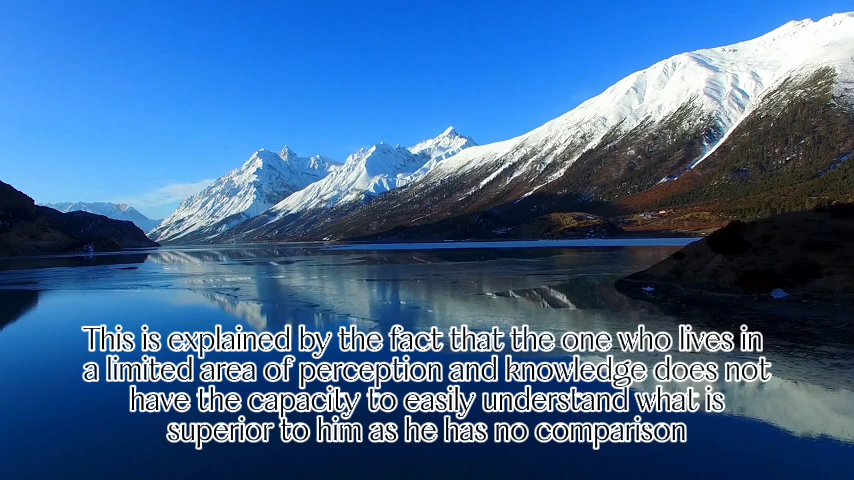 This is explained by the fact that the one who lives in
a limited area of perception and knowledge does not
have the capacity to easily understand what is
superior to him as he has no comparison